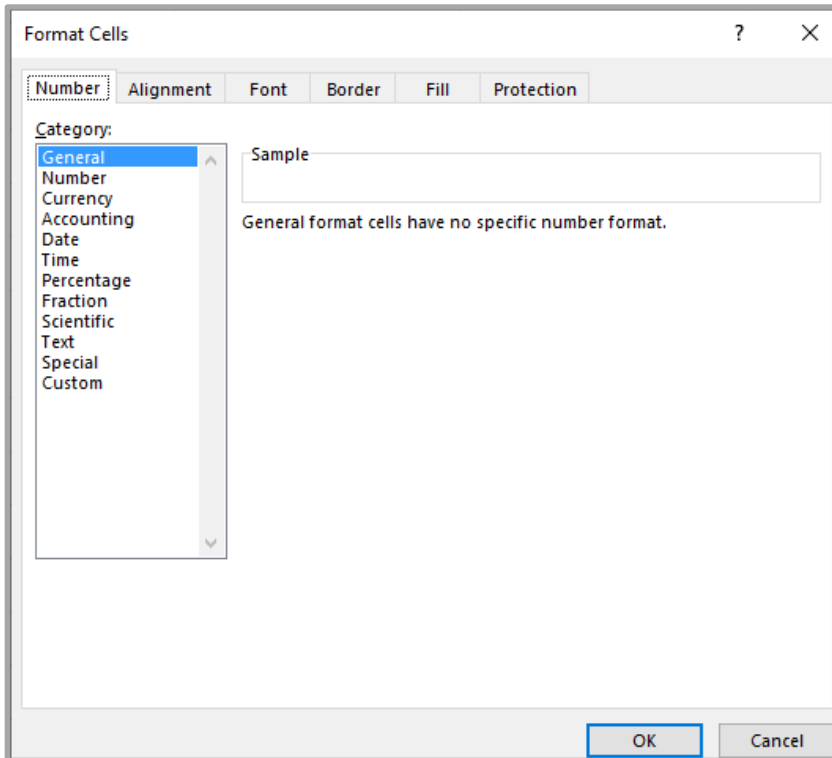 Format Cells ?
Number Alignment Font Border Fill Protection
Category:
General
Number
Currency
Accounting
Date
Time
Percentage
Fraction
Scientific
Text
Special
Custom
Sample
General format cells have no specific number format.
OK Cancel